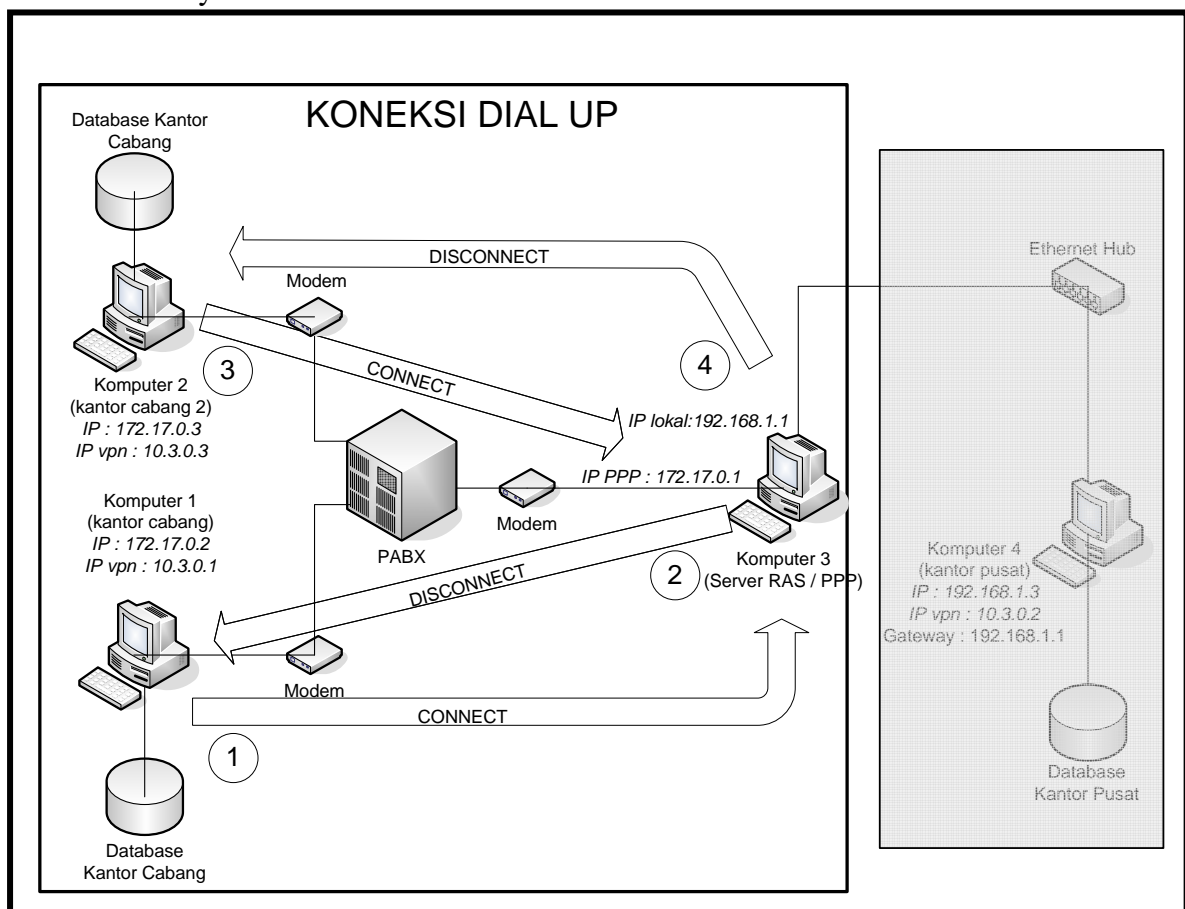 KONEKSI DIAL UP
Database Kantor
Cabang
DISCONNECT
Modem
3
CONNECT
4
Komputer 2
(kantor cabang 2)
IP : 172.17.0.3
IP vpn : 10.3.0.3
IP lokal:192.168.1.1
IP PPP : 172.17.0.1
Modem
PABX
Komputer 3
(Server RAS / PPP)
Komputer 1
(kantor cabang)
IP : 172.17.0.2
IP vpn : 10.3.0.1
2
DISCONNECT
Modem
CONNECT
1
Database
Kantor Cabang
Ethernet Hub
Komputer 4
(kantor pusat)
IP : 192.168.1.3
IP vpn : 10.3.0.2
Gateway : 192.168.1.1
Database
Kantor Pusat